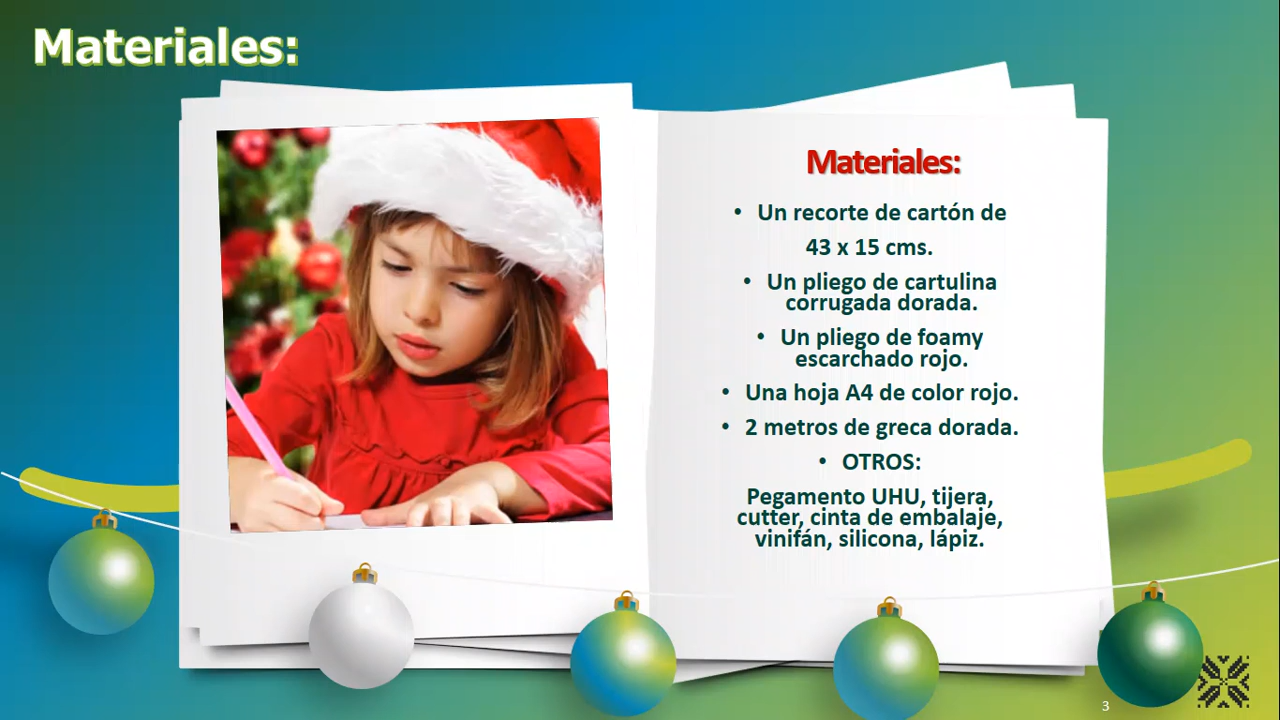 Materiales:
Materiales:
• Un recorte de cartón de
43 x 15 cms.
• Un pliego de cartulina
corrugada dorada.
• Un pliego de foamy
escarchado rojo.
• Una hoja A4 de color rojo.
• 2 metros de greca dorada.
• OTROS:
Pegamento UHU, tijera,
cutter, cinta de embalaje,
vinifán, silicona, lápiz.
3